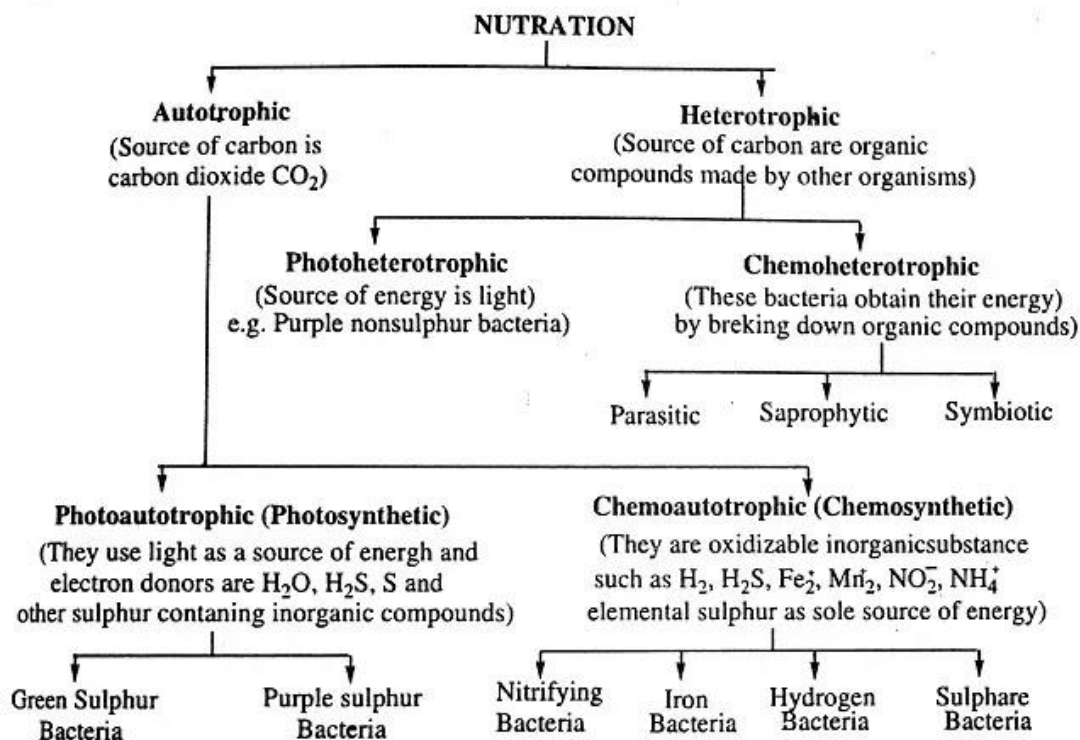 NUTRATION
Autotrophic
(Source of carbon is
carbon dioxide CO₂)
Heterotrophic
(Source of carbon are organic
compounds made by other organisms)
Photoheterotrophic
(Source of energy is light)
e.g. Purple nonsulphur bacteria)
Chemoheterotrophic
(These bacteria obtain their energy)
by breking down organic compounds)
Parasitic
Saprophytic
Symbiotic
Photoautotrophic (Photosynthetic)
(They use light as a source of energh and
electron donors are H₂O, H₂S, S and
other sulphur contaning inorganic compounds)
Chemoautotrophic (Chemosynthetic)
(They are oxidizable inorganicsubstance
such as H₂, H₂S, Fe₂⁺, Mn₂⁺, NO₂⁻, NH₄⁺
elemental sulphur as sole source of energy)
Green Sulphur
Bacteria
Purple sulphur
Bacteria
Nitrifying
Bacteria
Iron
Bacteria
Hydrogen
Bacteria
Sulphare
Bacteria